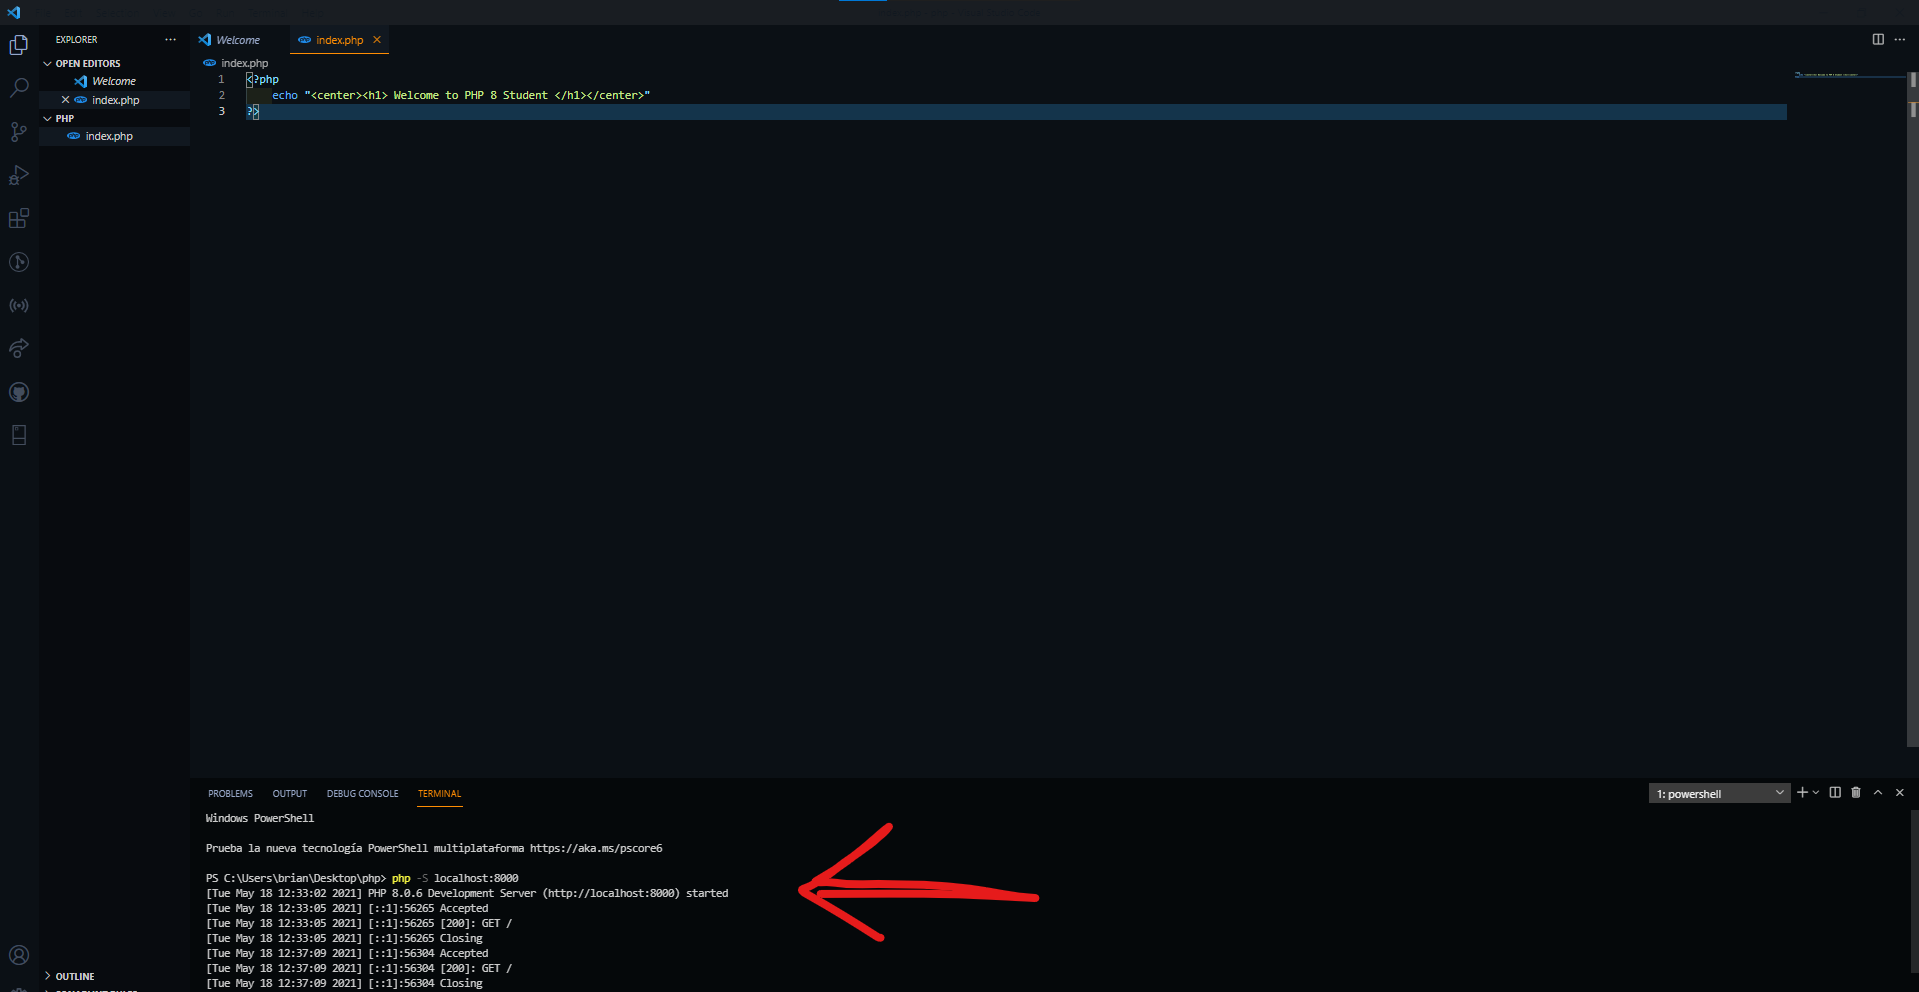 EXPLORER
OPEN EDITORS
Welcome
index.php
PHP
index.php
OUTLINE
Welcome
index.php
index.php
1 <?php
2 echo "<center><h1> Welcome to PHP 8 Student </h1></center>"
3 ?>
PROBLEMS OUTPUT DEBUG CONSOLE TERMINAL
1: powershell
Windows PowerShell
Prueba la nueva tecnología PowerShell multiplataforma https://aka.ms/pscore6
PS C:\Users\brian\Desktop\php> php -S localhost:8000
[Tue May 18 12:33:02 2021] PHP 8.0.6 Development Server (http://localhost:8000) started
[Tue May 18 12:33:05 2021] [::1]:56265 Accepted
[Tue May 18 12:33:05 2021] [::1]:56265 [200]: GET /
[Tue May 18 12:33:05 2021] [::1]:56265 Closing
[Tue May 18 12:37:09 2021] [::1]:56304 Accepted
[Tue May 18 12:37:09 2021] [::1]:56304 [200]: GET /
[Tue May 18 12:37:09 2021] [::1]:56304 Closing